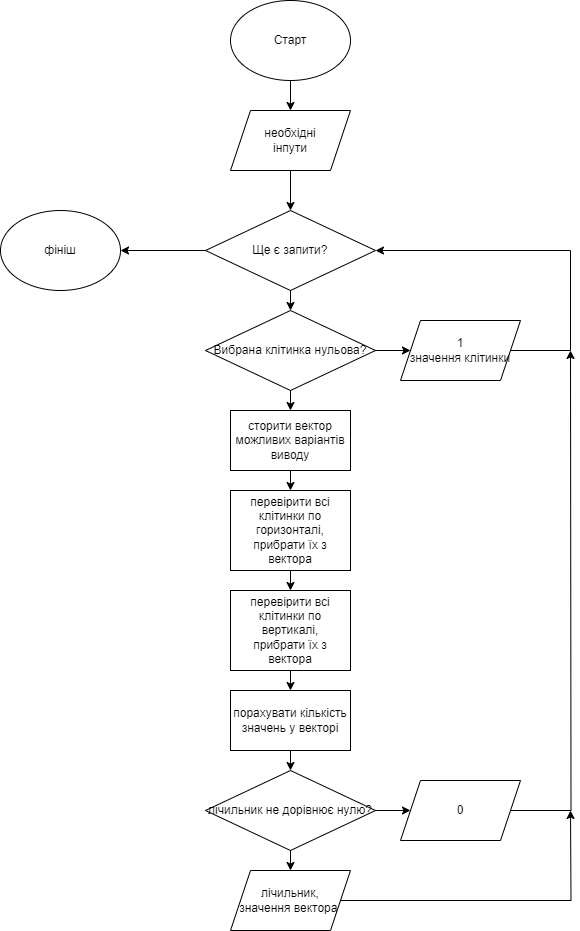 Старт
необхідні
інпути
Ще є запити?
фініш
Вибрана клітинка нульова?
1
значення клітинки
сторити вектор
можливих варіантів
виводу
перевірити всі
клітинки по
горизонталі,
прибрати їх з
вектора
перевірити всі
клітинки по
вертикалі,
прибрати їх з
вектора
порахувати кількість
значень у векторі
лічильник не дорівнює нулю?
0
лічильник,
значення вектора